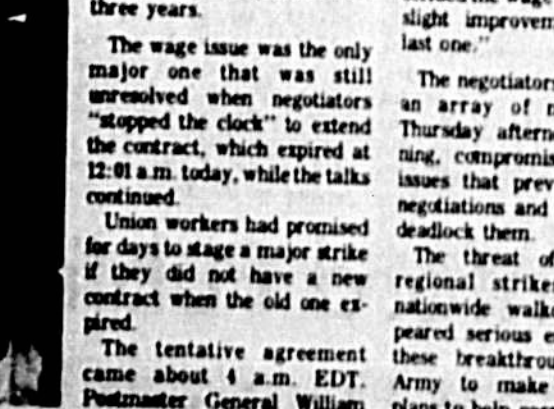 three years.
The wage issue was the only
major one that was still
unresolved when negotiators
"stopped the clock" to extend
the contract, which expired at
12:01 a.m. today, while the talks
continued.
Union workers had promised
for days to stage a major strike
if they did not have a new
contract when the old one ex-
pired.
The tentative agreement
came about 4 a.m. EDT.
Postmaster General William
slight improvem
last one."
The negotiators
an array of
Thursday aftern
ning, compromis
issues that prev
negotiations and
deadlock them.
The threat of
regional strike
nationwide walk
peared serious e
these breakthrou
Army to make
plans to help